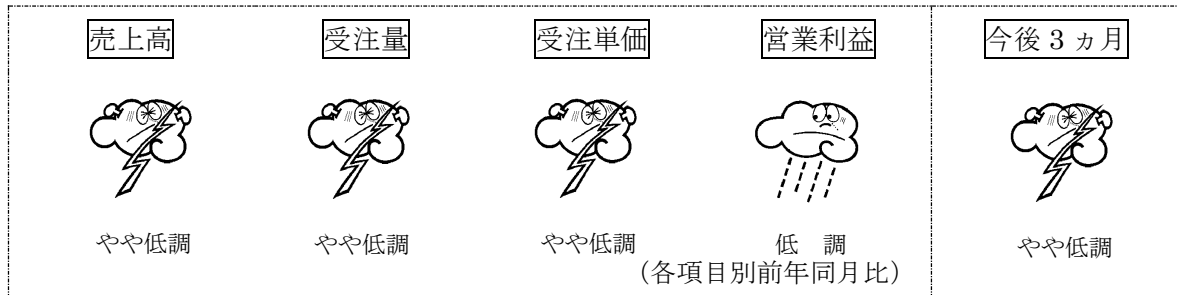 売上高 受注量 受注単価 営業利益 今後3ヵ月
やや低調 やや低調 やや低調 低 調 やや低調
（各項目別前年同月比）